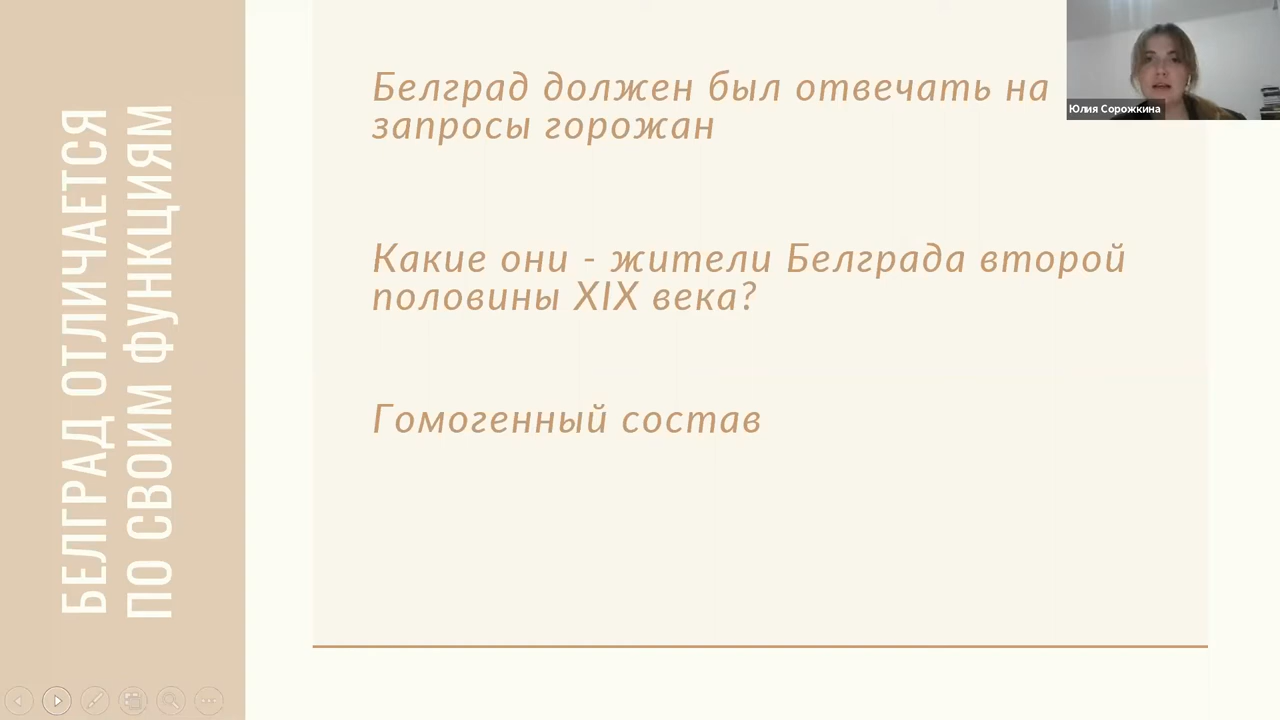 БЕЛГРАД ОТЛИЧАЕТСЯ
ПО СВОИМ ФУНКЦИЯМ
Белград должен был отвечать на
запросы горожан
Какие они - жители Белграда второй
половины XIX века?
Гомогенный состав
Юлия Сорожкина